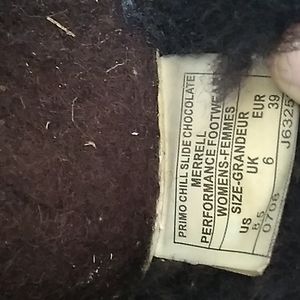 PRIMO CHILL SLIDE CHOCOLATE
MERRELL
PERFORMANCE FOOTWEAR
WOMENS-FEMMES
SIZE-GRANDEUR
US UK EUR
8.5 6 39
0706 J6325